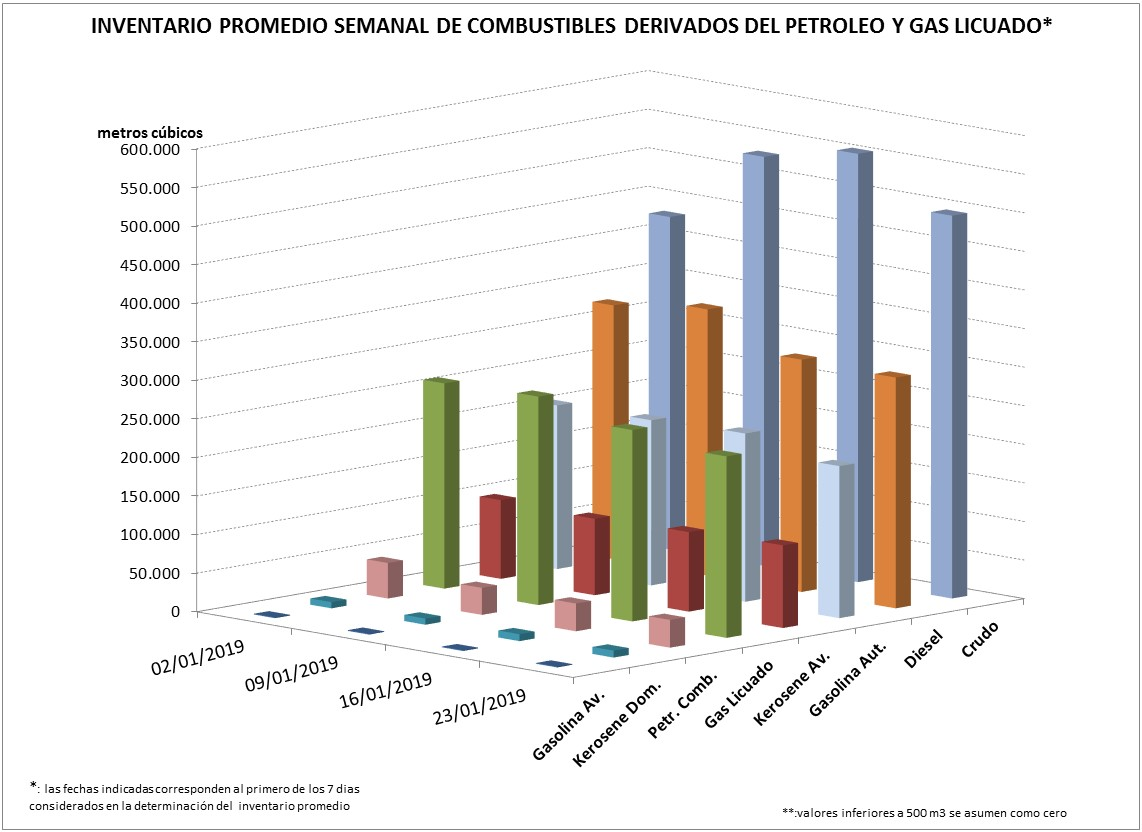 INVENTARIO PROMEDIO SEMANAL DE COMBUSTIBLES DERIVADOS DEL PETROLEO Y GAS LICUADO*
metros cúbicos
600.000
550.000
500.000
450.000
400.000
350.000
300.000
250.000
200.000
150.000
100.000
50.000
0
02/01/2019
09/01/2019
16/01/2019
23/01/2019
Gasolina Av.
Kerosene Dom.
Petr. Comb.
Gas Licuado
Kerosene Av.
Gasolina Aut.
Diesel
Crudo
*: las fechas indicadas corresponden al primero de los 7 dias
considerados en la determinación del inventario promedio
**:valores inferiores a 500 m3 se asumen como cero